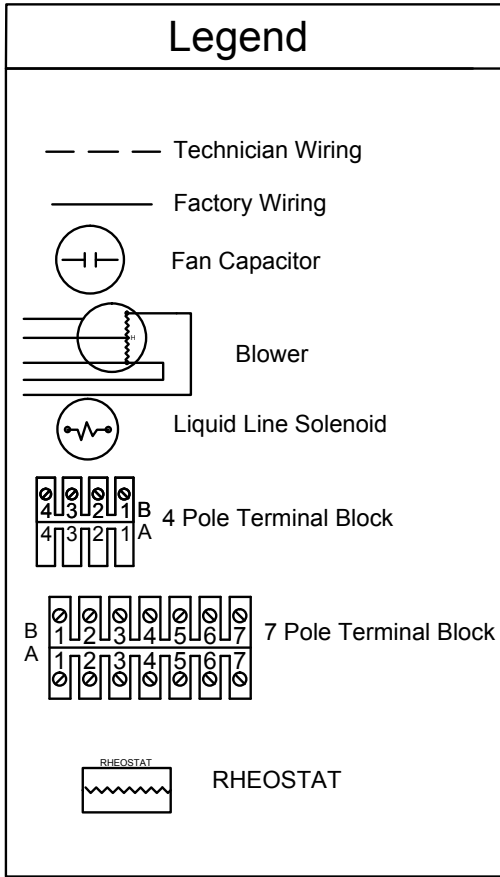 Legend
Technician Wiring
Factory Wiring
Fan Capacitor
H
Blower
Liquid Line Solenoid
4 3 2 1 B
4 3 2 1 A
4 Pole Terminal Block
B 1 2 3 4 5 6 7
A 1 2 3 4 5 6 7
7 Pole Terminal Block
RHEOSTAT
RHEOSTAT